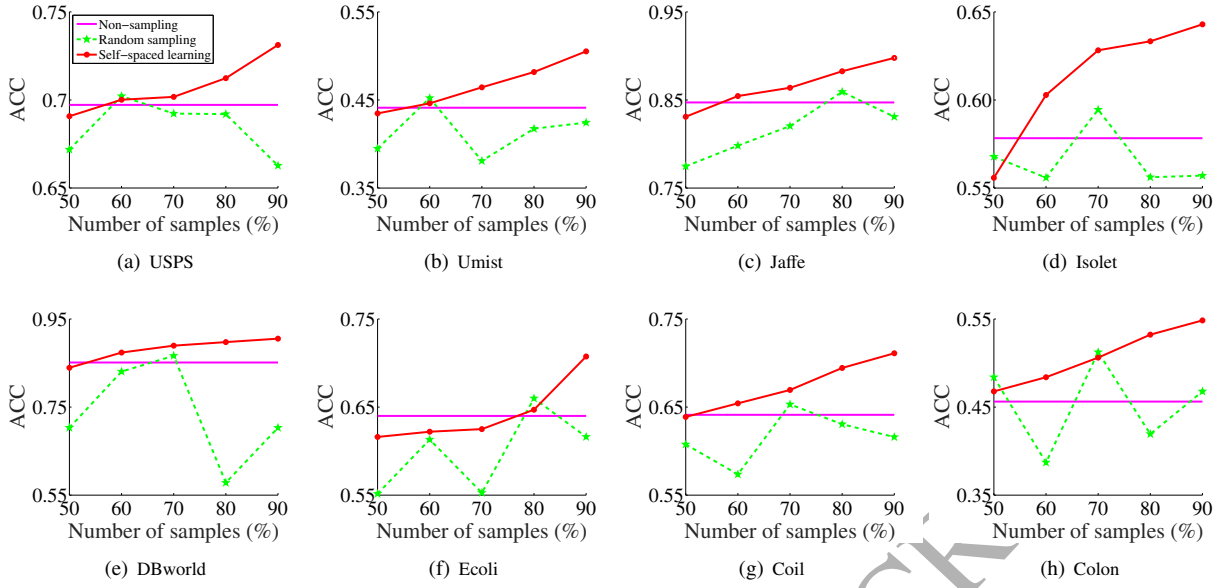 0.75
Non-sampling
Random sampling
Self-spaced learning
0.7
0.65
ACC
50 60 70 80 90
Number of samples (%)
(a) USPS
0.55
0.45
0.35
ACC
50 60 70 80 90
Number of samples (%)
(b) Umist
0.95
0.85
0.75
ACC
50 60 70 80 90
Number of samples (%)
(c) Jaffe
0.65
0.60
0.55
ACC
50 60 70 80 90
Number of samples (%)
(d) Isolet
0.95
0.75
0.55
ACC
50 60 70 80 90
Number of samples (%)
(e) DBworld
0.75
0.65
0.55
ACC
50 60 70 80 90
Number of samples (%)
(f) Ecoli
0.75
0.65
0.55
ACC
50 60 70 80 90
Number of samples (%)
(g) Coil
0.55
0.45
0.35
ACC
50 60 70 80 90
Number of samples (%)
(h) Colon